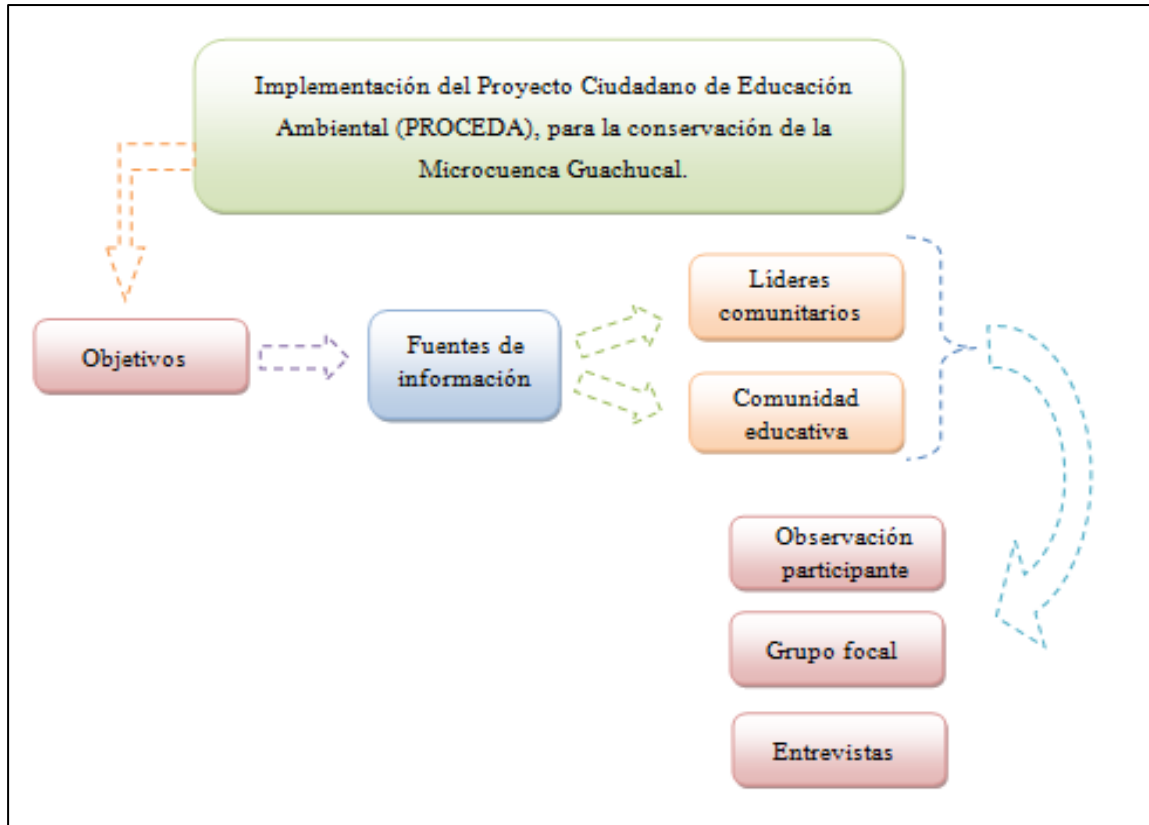 Implementación del Proyecto Ciudadano de Educación
Ambiental (PROCEDA), para la conservación de la
Microcuenca Guachucal.
Objetivos
Fuentes de
información
Líderes
comunitarios
Comunidad
educativa
Observación
participante
Grupo focal
Entrevistas